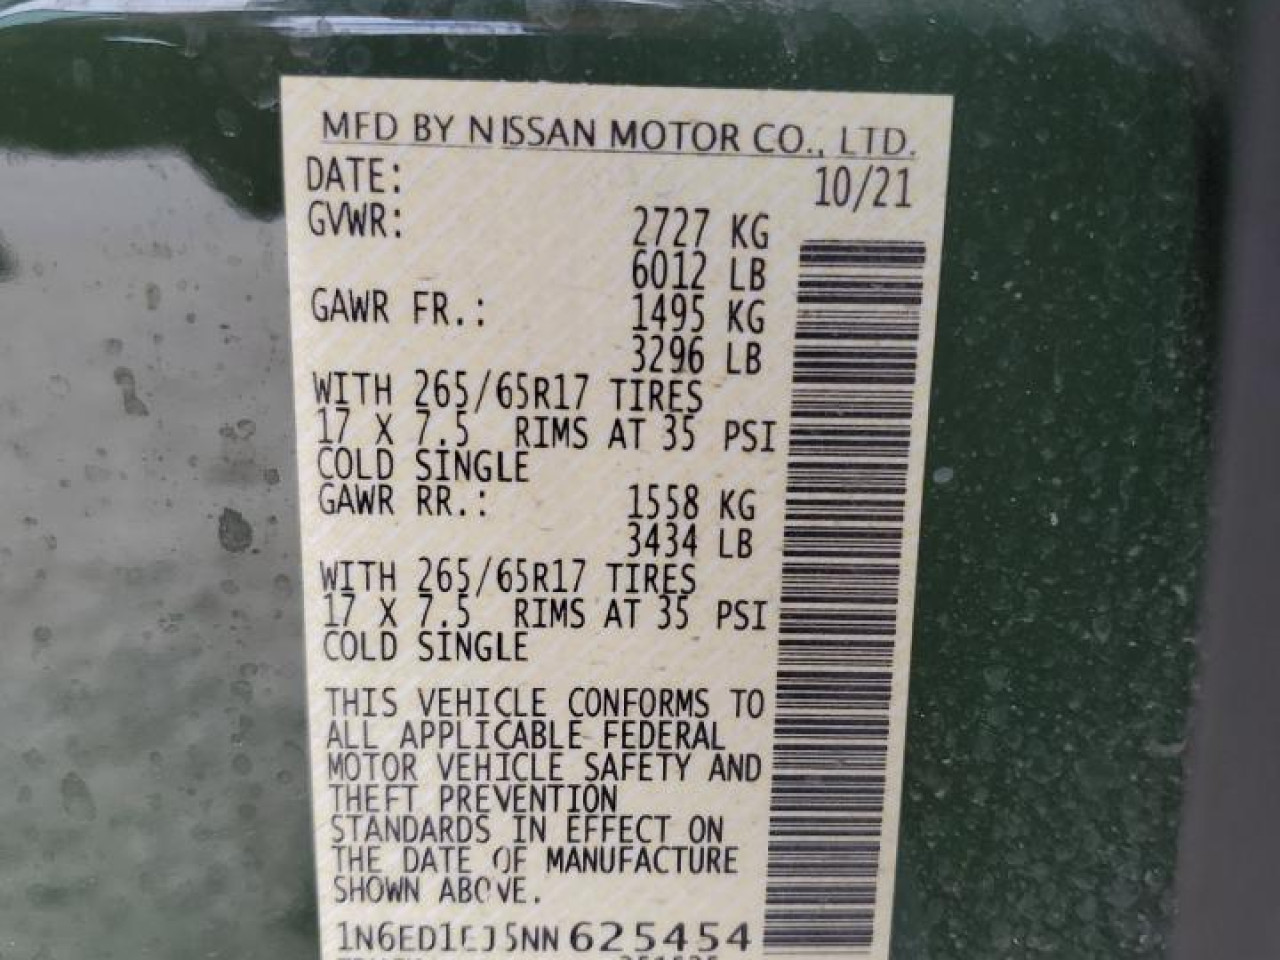 MFD BY NISSAN MOTOR CO., LTD.
DATE: 10/21
GVWR: 2727 KG
6012 LB
GAWR FR.: 1495 KG
3296 LB
WITH 265/65R17 TIRES
17 X 7.5 RIMS AT 35 PSI
COLD SINGLE
GAWR RR.: 1558 KG
3434 LB
WITH 265/65R17 TIRES
17 X 7.5 RIMS AT 35 PSI
COLD SINGLE
THIS VEHICLE CONFORMS TO
ALL APPLICABLE FEDERAL
MOTOR VEHICLE SAFETY AND
THEFT PREVENTION
STANDARDS IN EFFECT ON
THE DATE OF MANUFACTURE
SHOWN ABOVE.
1N6ED1EJ5NN625454